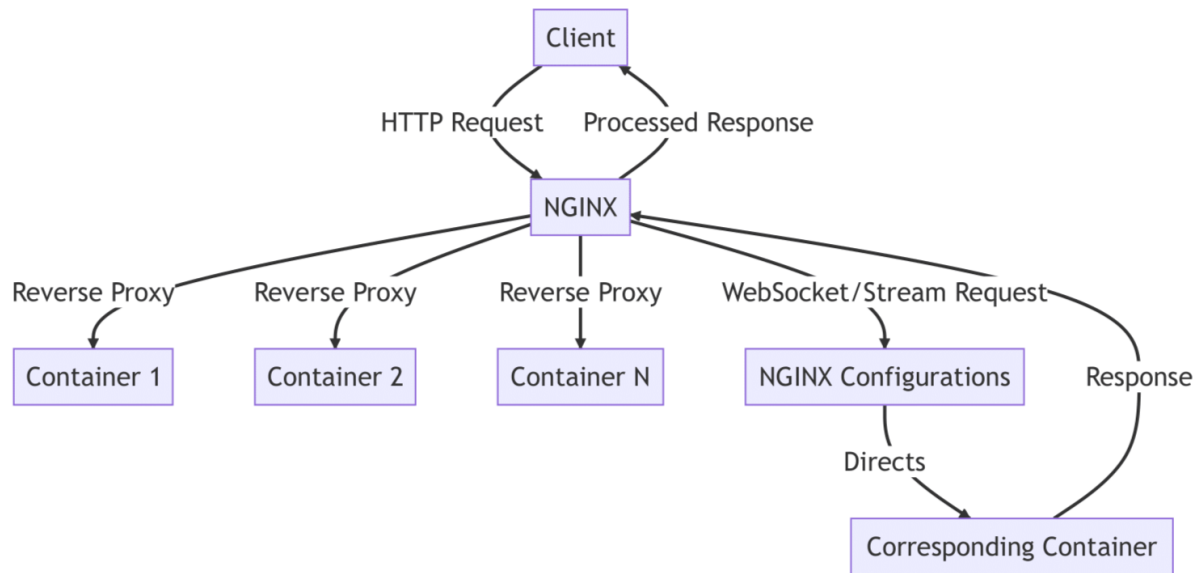 Client
HTTP Request
Processed Response
NGINX
Reverse Proxy
Reverse Proxy
Reverse Proxy
WebSocket/Stream Request
Container 1
Container 2
Container N
NGINX Configurations
Response
Directs
Corresponding Container